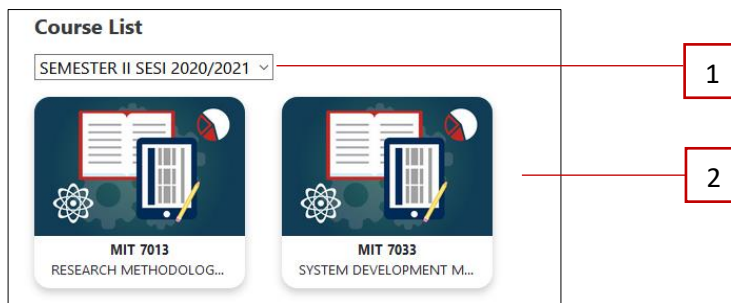 Course List
SEMESTER II SESI 2020/2021
1
2
MIT 7013
RESEARCH METHODOLOG...
MIT 7033
SYSTEM DEVELOPMENT M...